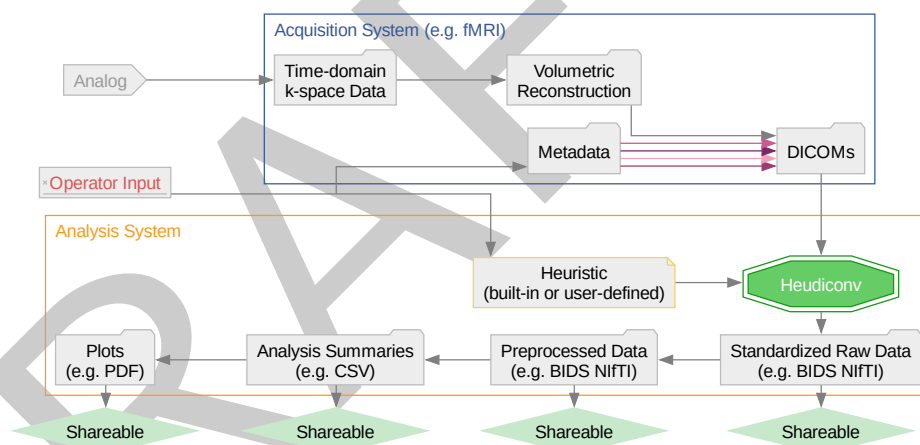 Acquisition System (e.g. fMRI)
Analog
Time-domain
k-space Data
Volumetric
Reconstruction
Metadata
DICOMs
Operator Input
Analysis System
Heuristic
(built-in or user-defined)
Heudiconv
Plots
(e.g. PDF)
Analysis Summaries
(e.g. CSV)
Preprocessed Data
(e.g. BIDS NIfTI)
Standardized Raw Data
(e.g. BIDS NIfTI)
Shareable
Shareable
Shareable
Shareable